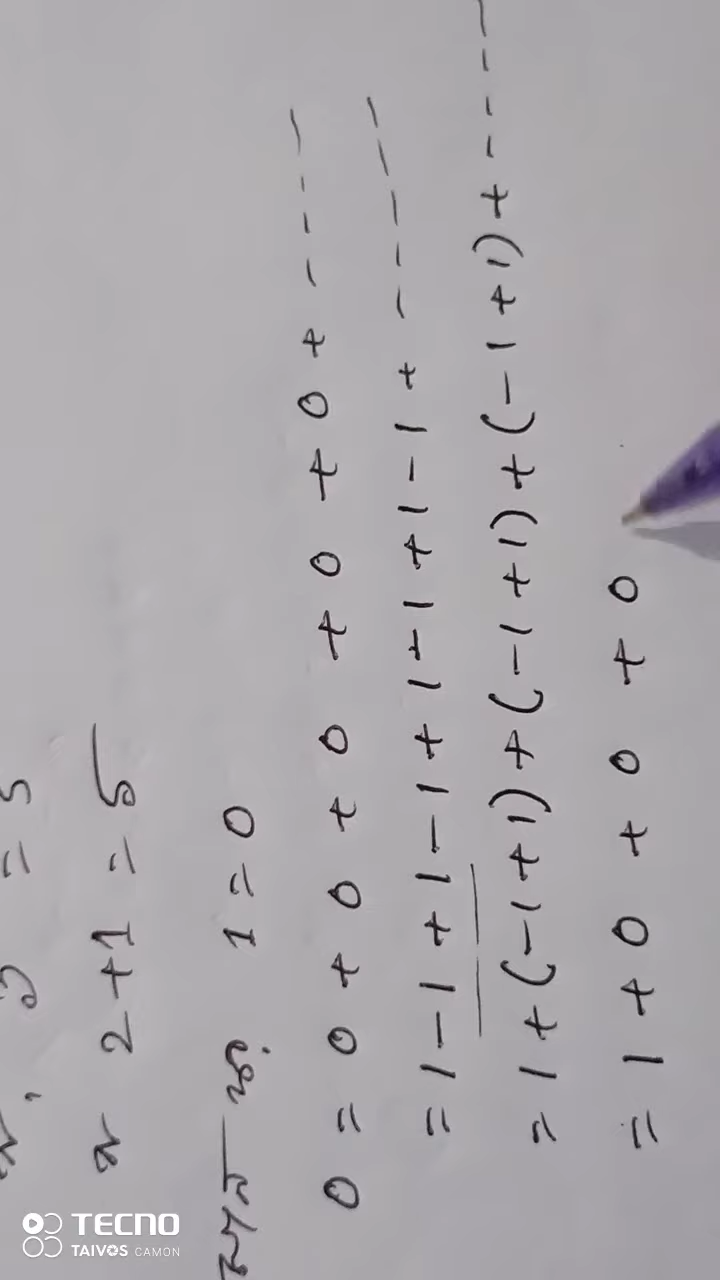 = 5
2 + 1 = 5
1 = 0
0 = 0 + 0 + 0 + 0 + 0 + ----
= 1 - 1 + 1 - 1 + 1 - 1 + 1 - 1 + -----
= 1 + (-1 + 1) + (-1 + 1) + (-1 + 1) + ----
= 1 + 0 + 0 + 0
TECNO
TAIVOS CAMON